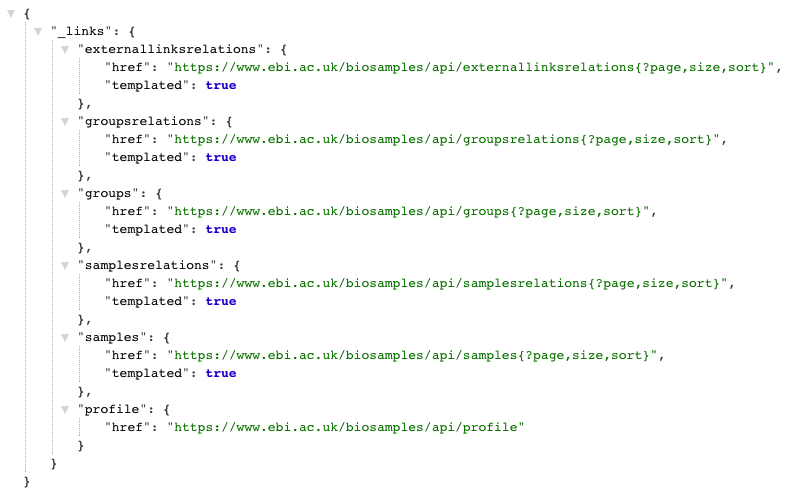 {
"_links": {
"externallinksrelations": {
"href": "https://www.ebi.ac.uk/biosamples/api/externallinksrelations{?page,size,sort}",
"templated": true
},
"groupsrelations": {
"href": "https://www.ebi.ac.uk/biosamples/api/groupsrelations{?page,size,sort}",
"templated": true
},
"groups": {
"href": "https://www.ebi.ac.uk/biosamples/api/groups{?page,size,sort}",
"templated": true
},
"samplesrelations": {
"href": "https://www.ebi.ac.uk/biosamples/api/samplesrelations{?page,size,sort}",
"templated": true
},
"samples": {
"href": "https://www.ebi.ac.uk/biosamples/api/samples{?page,size,sort}",
"templated": true
},
"profile": {
"href": "https://www.ebi.ac.uk/biosamples/api/profile"
}
}
}